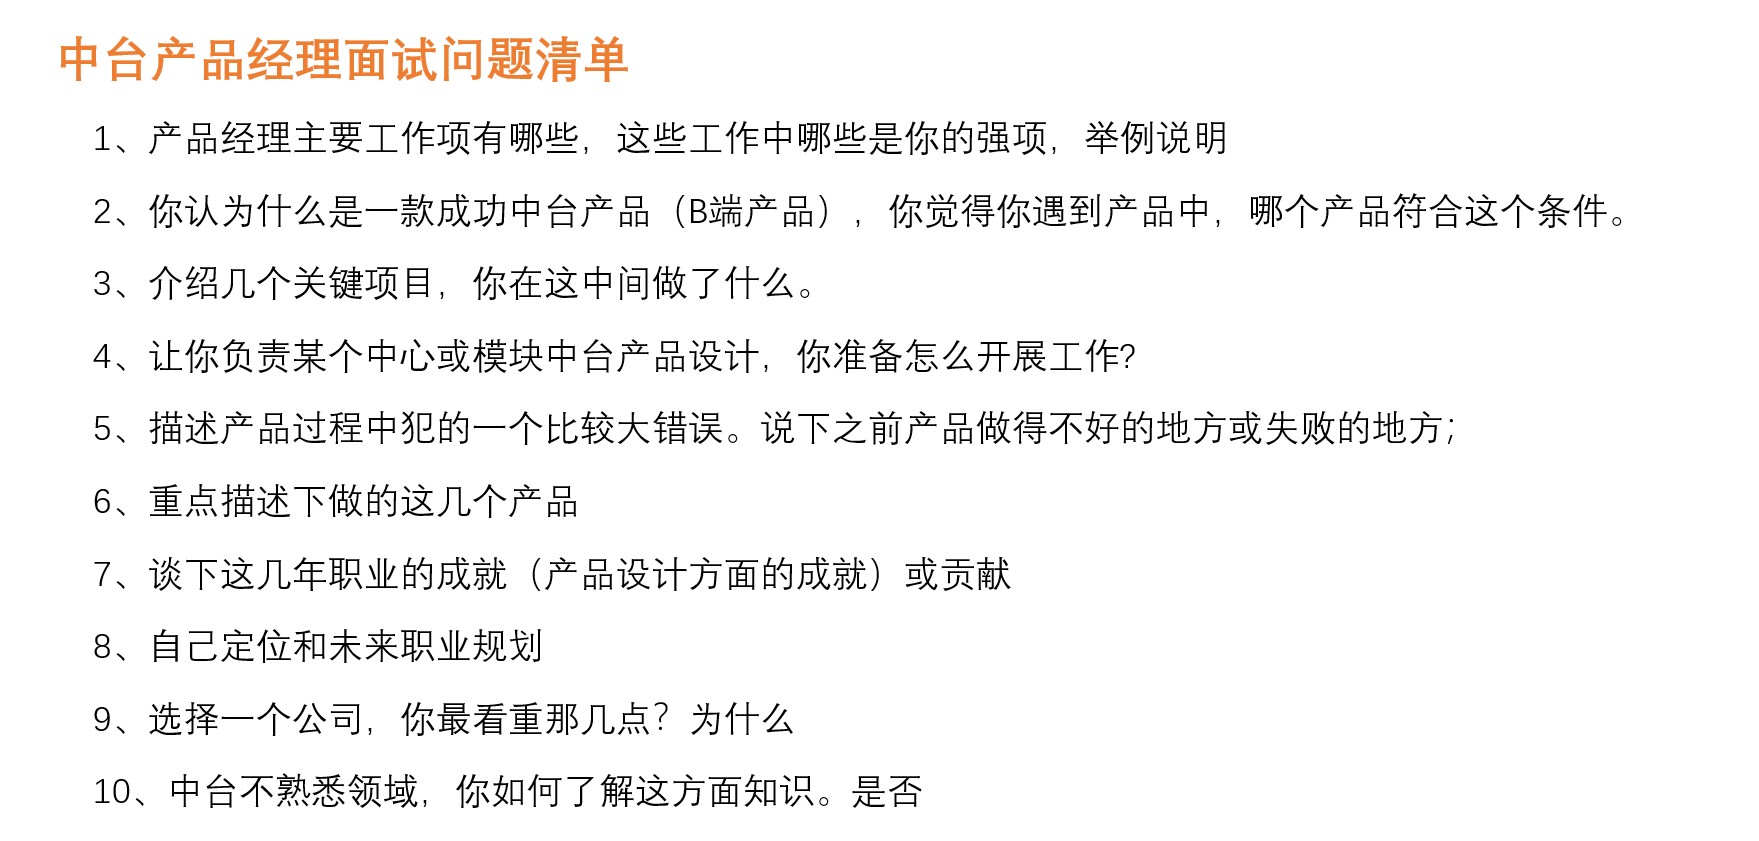 中台产品经理面试问题清单
1、产品经理主要工作项有哪些，这些工作中哪些是你的强项，举例说明
2、你认为什么是一款成功中台产品（B端产品），你觉得你遇到产品中，哪个产品符合这个条件。
3、介绍几个关键项目，你在这中间做了什么。
4、让你负责某个中心或模块中台产品设计，你准备怎么开展工作?
5、描述产品过程中犯的一个比较大错误。说下之前产品做得不好的地方或失败的地方；
6、重点描述下做的这几个产品
7、谈下这几年职业的成就（产品设计方面的成就）或贡献
8、自己定位和未来职业规划
9、选择一个公司，你最看重那几点？为什么
10、中台不熟悉领域，你如何了解这方面知识。是否